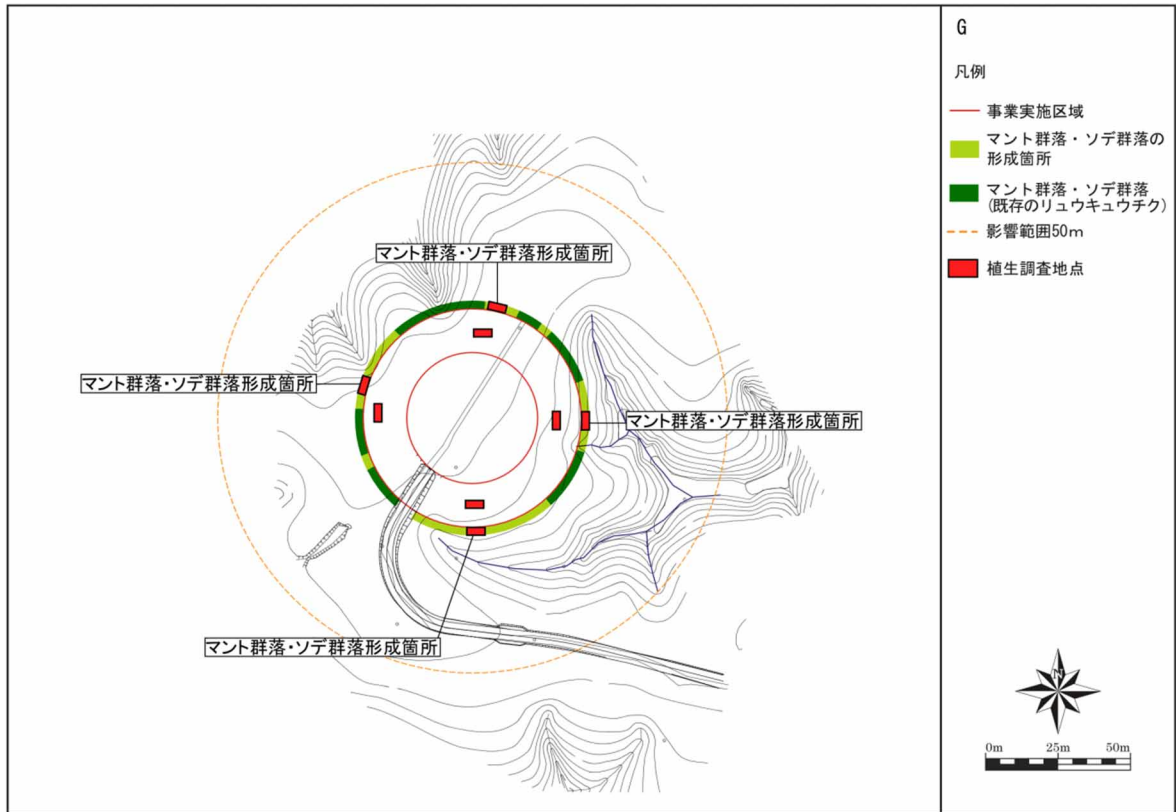 G
凡例
事業実施区域
マント群落・ソデ群落の
形成箇所
マント群落・ソデ群落
(既存のリュウキュウチク)
影響範囲50m
植生調査地点
マント群落・ソデ群落形成箇所
マント群落・ソデ群落形成箇所
マント群落・ソデ群落形成箇所
マント群落・ソデ群落形成箇所
N
0m 25m 50m